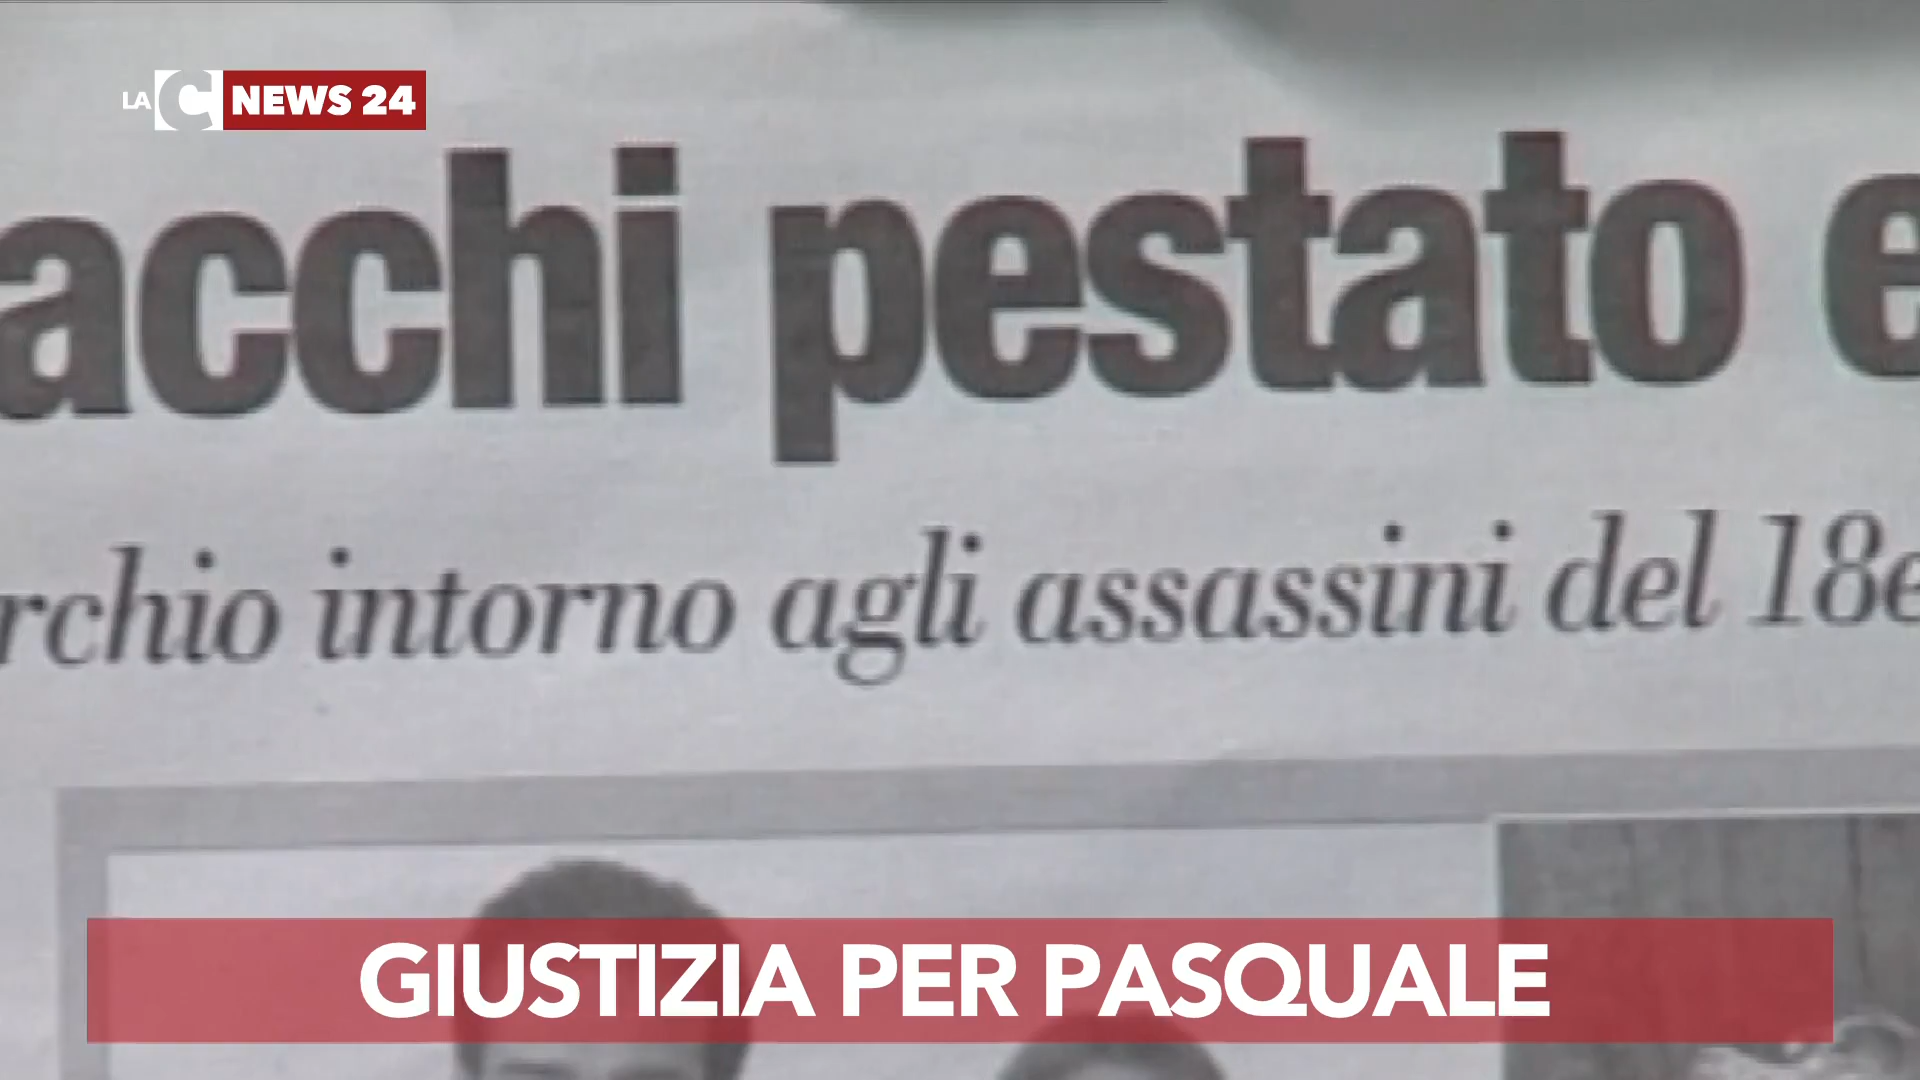 LA C NEWS 24
acchi pestato e
rchio intorno agli assassini del 18e
GIUSTIZIA PER PASQUALE